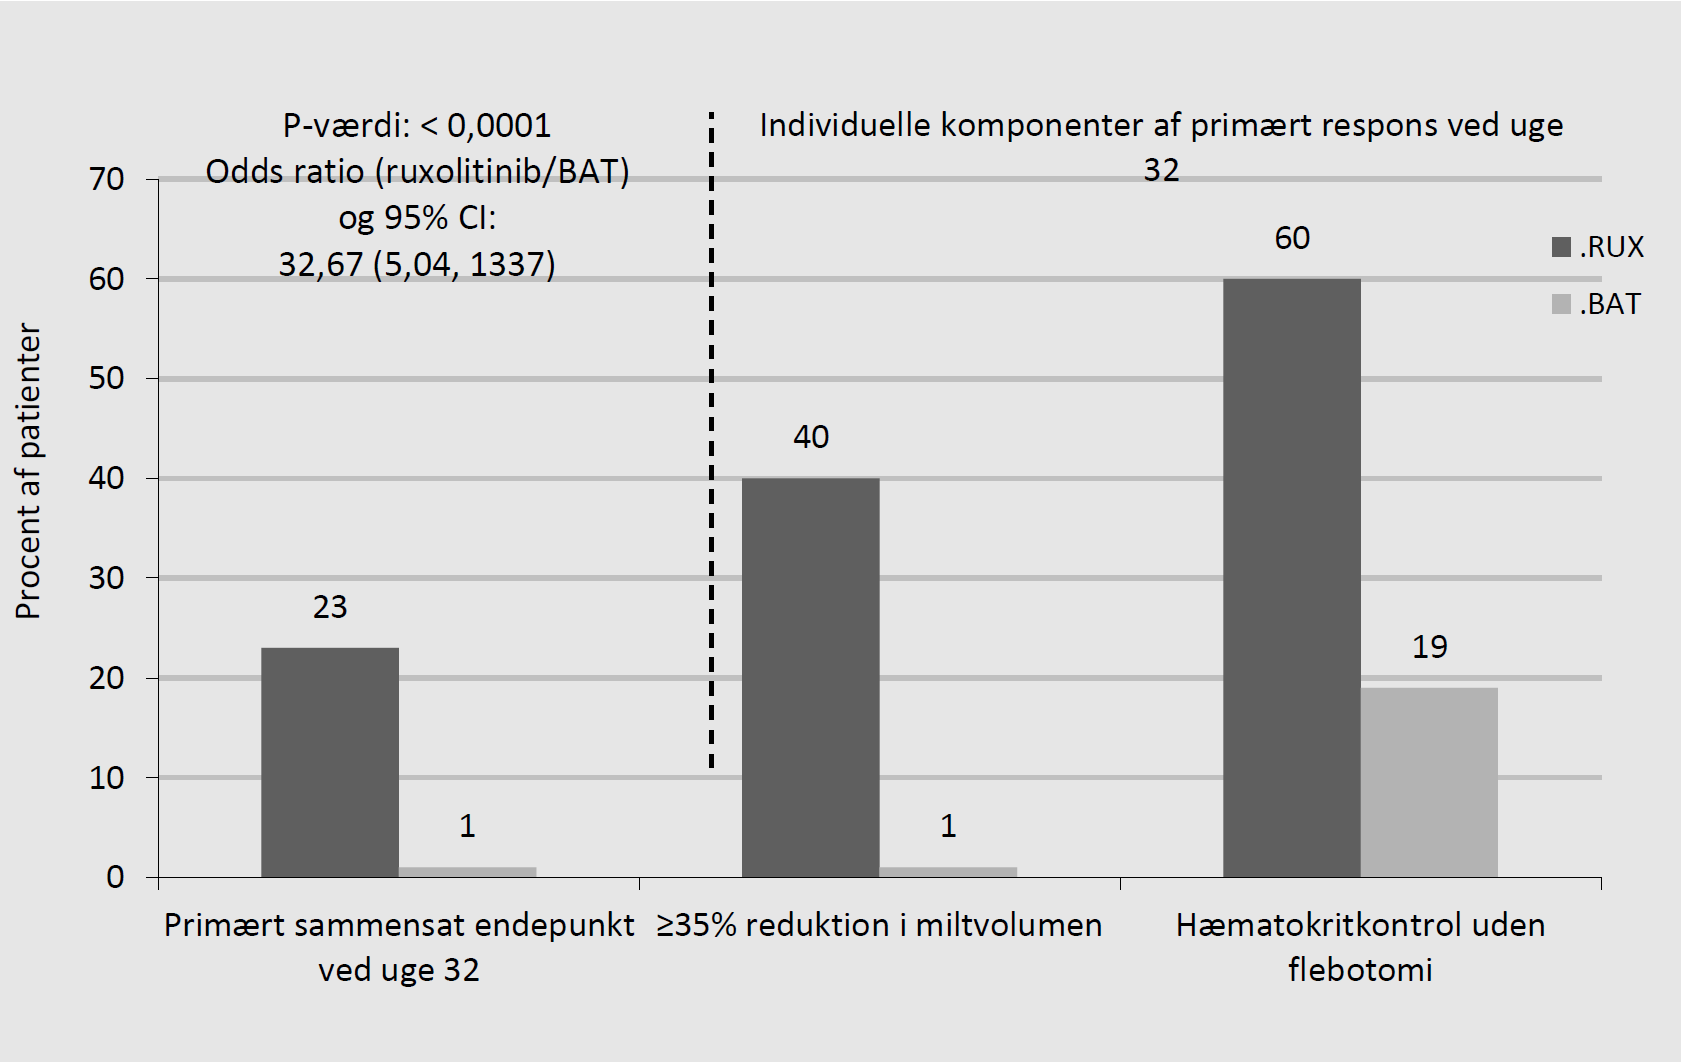 P-værdi: < 0,0001
Odds ratio (ruxolitinib/BAT)
og 95% CI:
32,67 (5,04, 1337)
Individuelle komponenter af primært respons ved uge
32
.RUX
.BAT
Procent af patienter
70
60
50
40
30
20
10
0
23
1
40
1
60
19
Primært sammensat endepunkt
ved uge 32
≥35% reduktion i miltvolumen
Hæmatokritkontrol uden
flebotomi